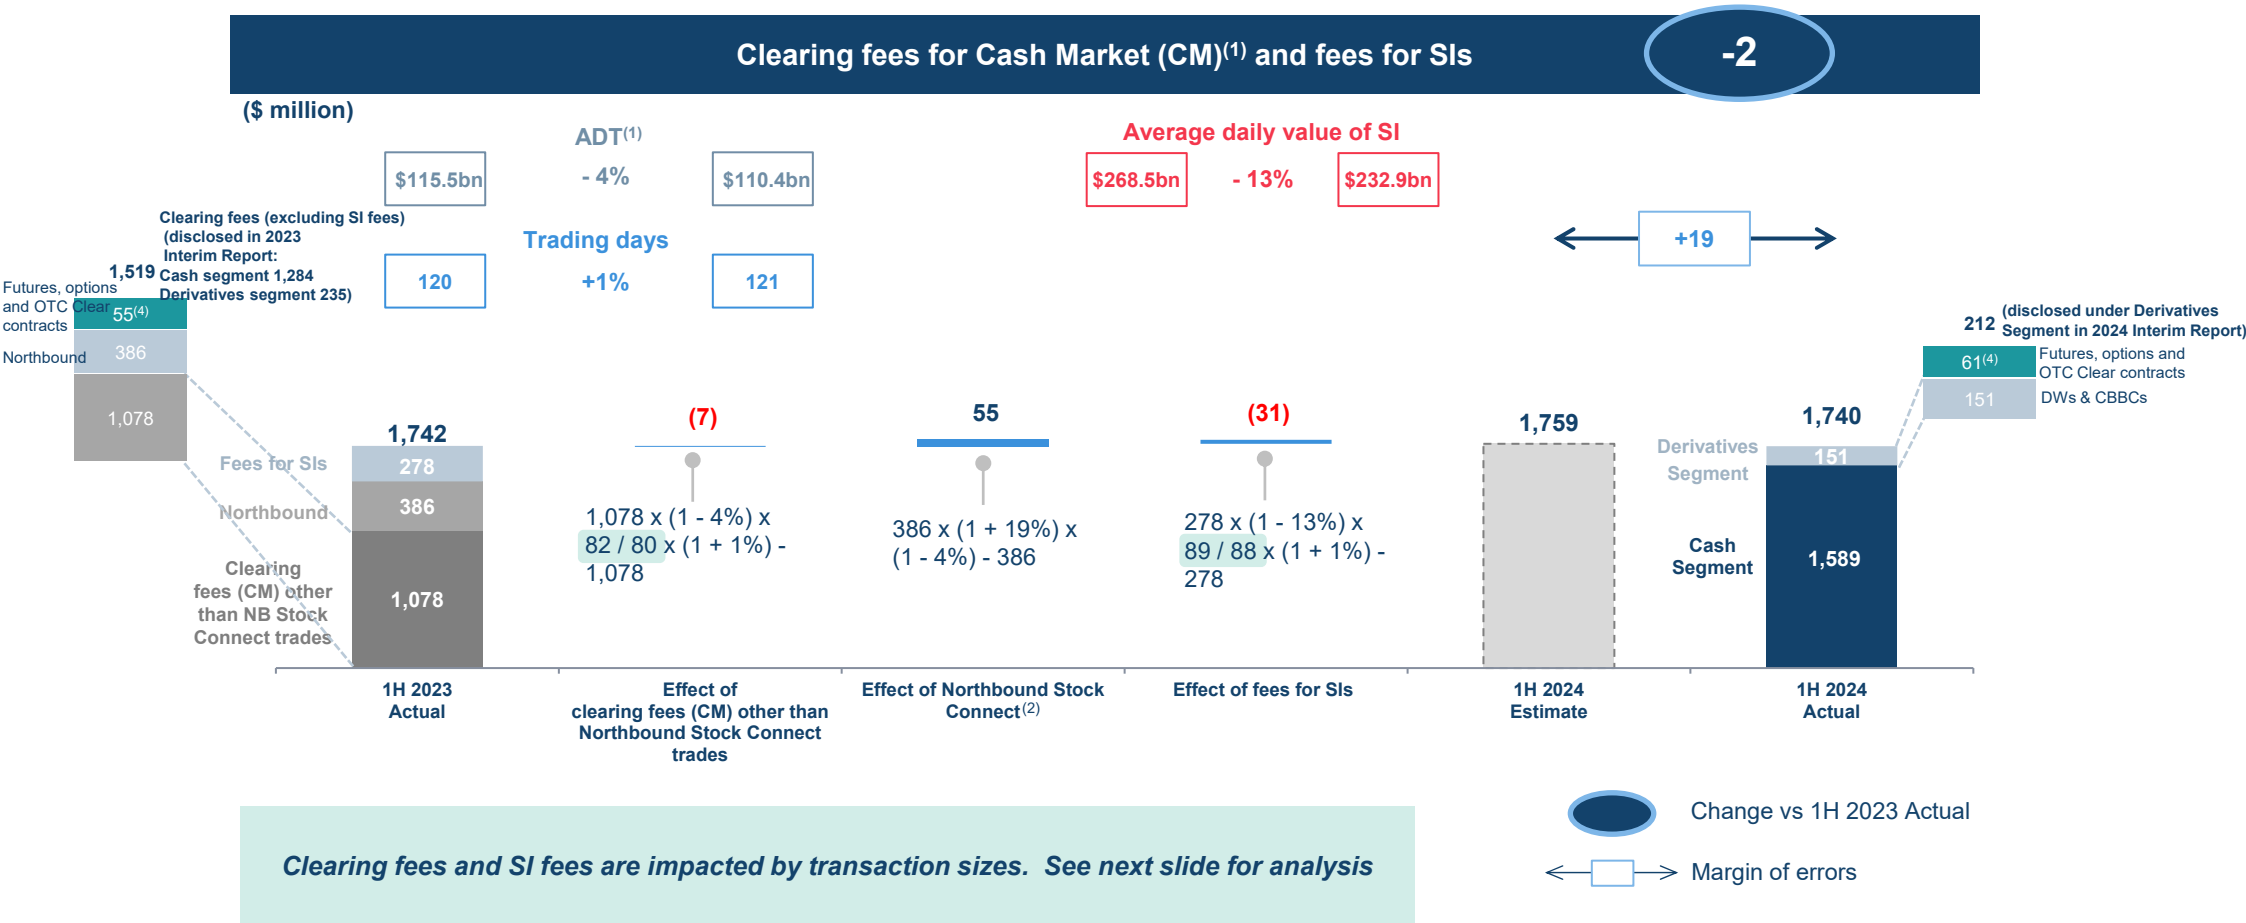 Clearing fees for Cash Market (CM)(1) and fees for SIs
-2
($ million)
ADT(1)
$115.5bn
- 4%
$110.4bn
Average daily value of SI
$268.5bn
- 13%
$232.9bn
Trading days
120
+1%
121
+19
Clearing fees (excluding SI fees)
(disclosed in 2023
Interim Report:
Cash segment 1,284
Derivatives segment 235)
1,519
Futures, options
and OTC Clear
contracts
55(4)
Northbound
386
1,078
1,742
Fees for SIs
278
Northbound
386
Clearing
fees (CM) other
than NB Stock
Connect trades
1,078
(7)
1,078 x (1 - 4%) x
82 / 80 x (1 + 1%) -
1,078
55
386 x (1 + 19%) x
(1 - 4%) - 386
(31)
278 x (1 - 13%) x
89 / 88 x (1 + 1%) -
278
1,759
1,740
Derivatives
Segment
151
Cash
Segment
1,589
212
(disclosed under Derivatives
Segment in 2024 Interim Report)
61(4)
Futures, options and
OTC Clear contracts
151
DWs & CBBCs
1H 2023
Actual
Effect of
clearing fees (CM) other than
Northbound Stock Connect
trades
Effect of Northbound Stock
Connect(2)
Effect of fees for SIs
1H 2024
Estimate
1H 2024
Actual
Clearing fees and SI fees are impacted by transaction sizes. See next slide for analysis
Change vs 1H 2023 Actual
Margin of errors